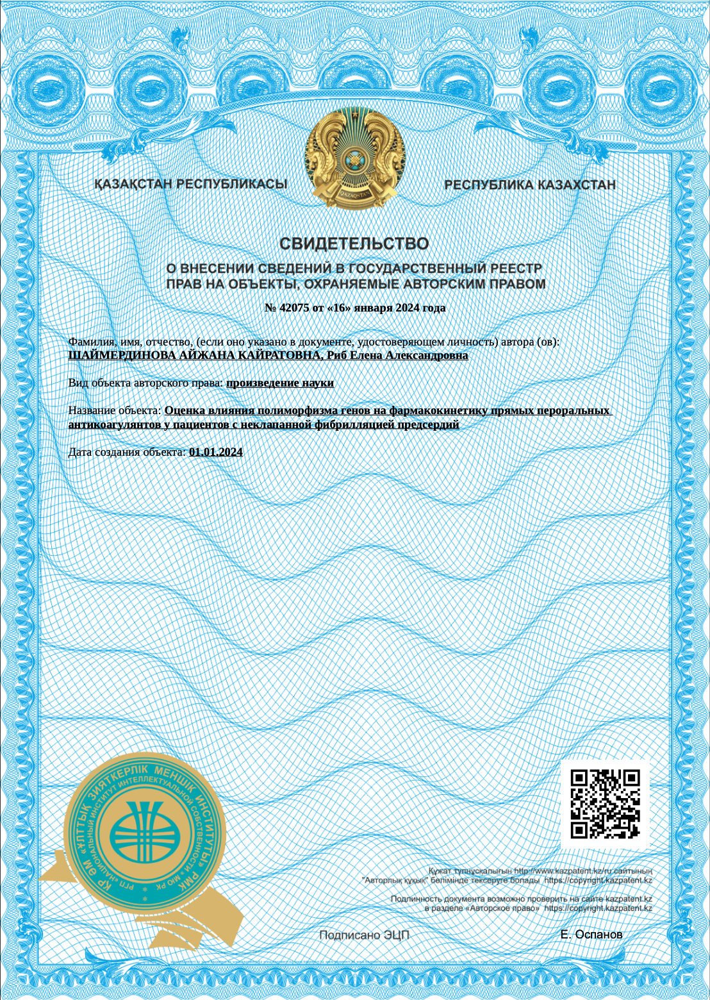 ҚАЗАҚСТАН РЕСПУБЛИКАСЫ
РЕСПУБЛИКА КАЗАХСТАН
QAZAQSTAN
СВИДЕТЕЛЬСТВО
О ВНЕСЕНИИ СВЕДЕНИЙ В ГОСУДАРСТВЕННЫЙ РЕЕСТР
ПРАВ НА ОБЪЕКТЫ, ОХРАНЯЕМЫЕ АВТОРСКИМ ПРАВОМ
№ 42075 от «16» января 2024 года
Фамилия, имя, отчество, (если оно указано в документе, удостоверяющем личность) автора (ов):
ШАЙМЕРДИНОВА АЙЖАНА КАЙРАТОВНА, Риб Елена Александровна
Вид объекта авторского права: произведение науки
Название объекта: Оценка влияния полиморфизма генов на фармакокинетику прямых пероральных
антикоагулянтов у пациентов с неклапанной фибрилляцией предсердий
Дата создания объекта: 01.01.2024
ҚР ӘМ «ҰЛТТЫҚ ЗИЯТКЕРЛІК МЕНШІК ИНСТИТУТЫ» РМК
РГП «НАЦИОНАЛЬНЫЙ ИНСТИТУТ ИНТЕЛЛЕКТУАЛЬНОЙ СОБСТВЕННОСТИ» МЮ РК
Құжат түпнұсқалығын http://www.kazpatent.kz/ru сайтының
"Авторлық құқық" бөлімінде тексеруге болады https://copyright.kazpatent.kz
Подлинность документа возможно проверить на сайте kazpatent.kz
в разделе «Авторское право» https://copyright.kazpatent.kz
Подписано ЭЦП
Е. Оспанов